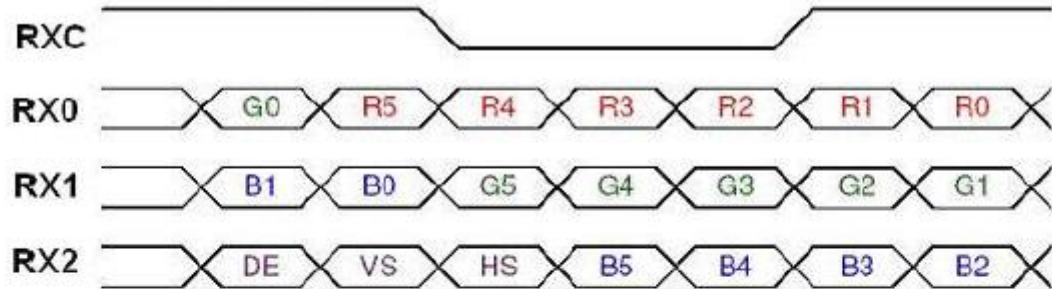 RXC
RX0 G0 R5 R4 R3 R2 R1 R0
RX1 B1 B0 G5 G4 G3 G2 G1
RX2 DE VS HS B5 B4 B3 B2